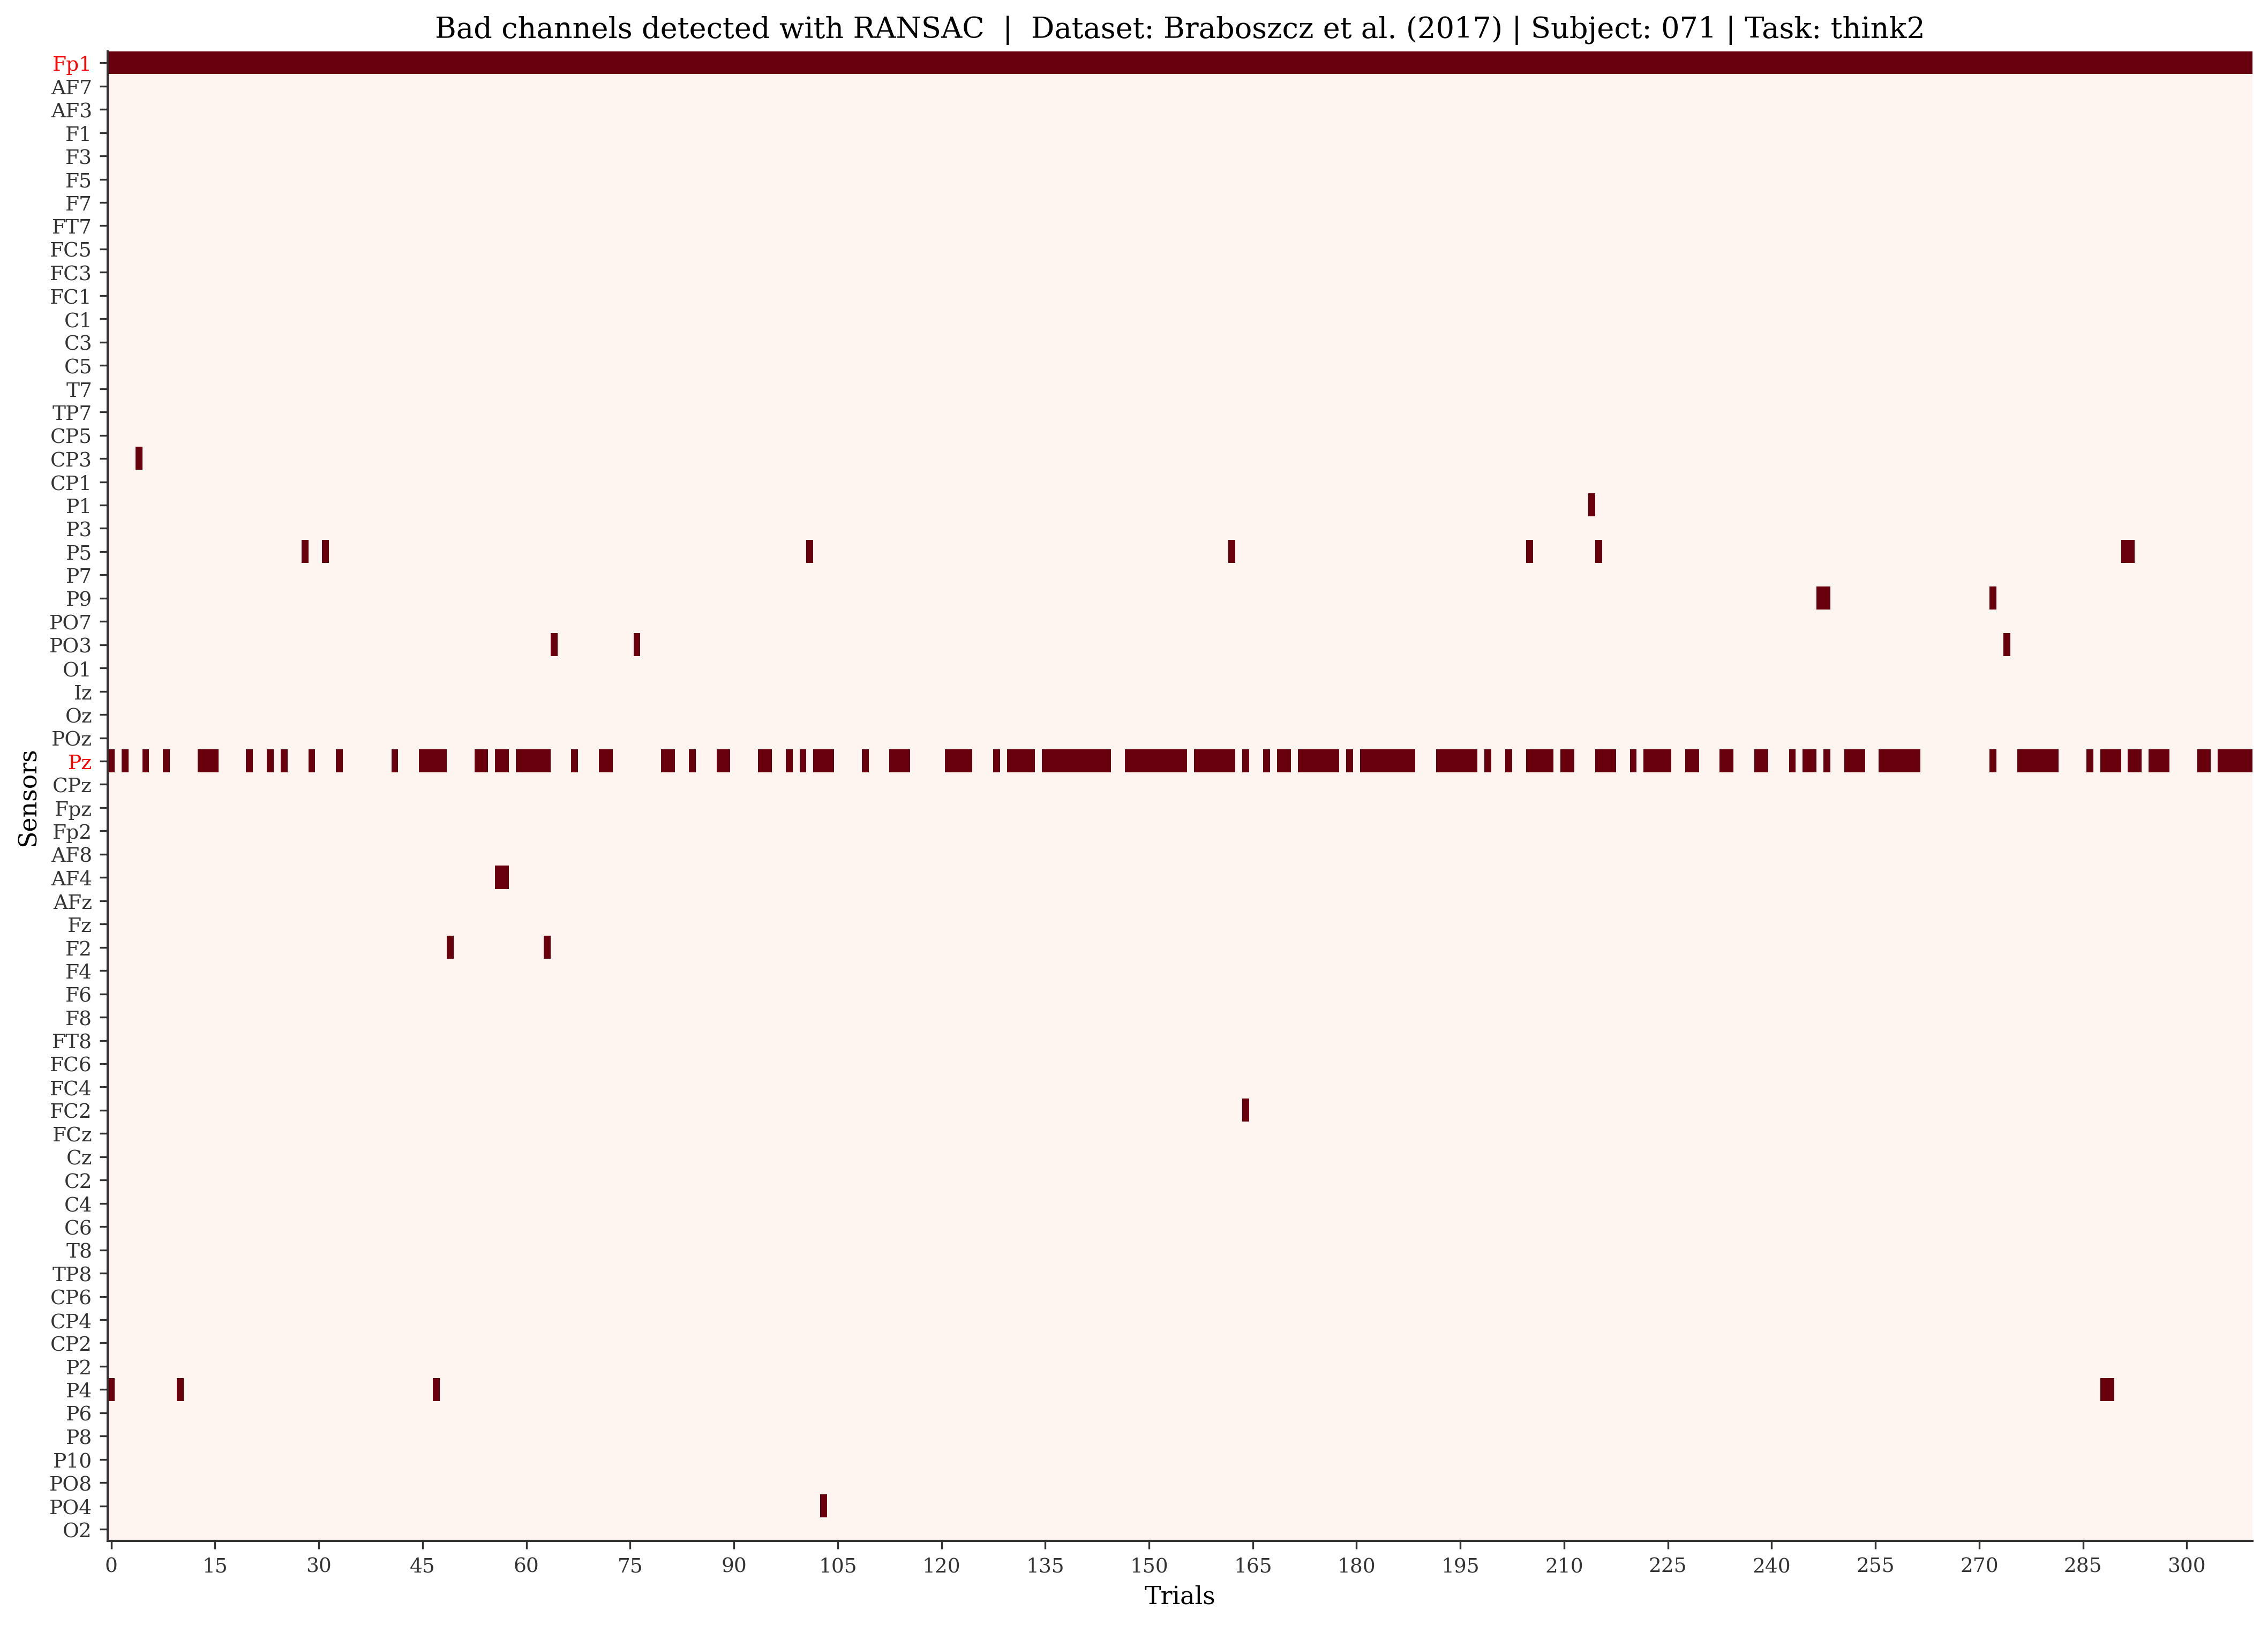 Bad channels detected with RANSAC | Dataset: Braboszcz et al. (2017) | Subject: 071 | Task: think2
Sensors
Fp1
AF7
AF3
F1
F3
F5
F7
FT7
FC5
FC3
FC1
C1
C3
C5
T7
TP7
CP5
CP3
CP1
P1
P3
P5
P7
P9
PO7
PO3
O1
Iz
Oz
POz
Pz
CPz
Fpz
Fp2
AF8
AF4
AFz
Fz
F2
F4
F6
F8
FT8
FC6
FC4
FC2
FCz
Cz
C2
C4
C6
T8
TP8
CP6
CP4
CP2
P2
P4
P6
P8
P10
PO8
PO4
O2
0 15 30 45 60 75 90 105 120 135 150 165 180 195 210 225 240 255 270 285 300
Trials